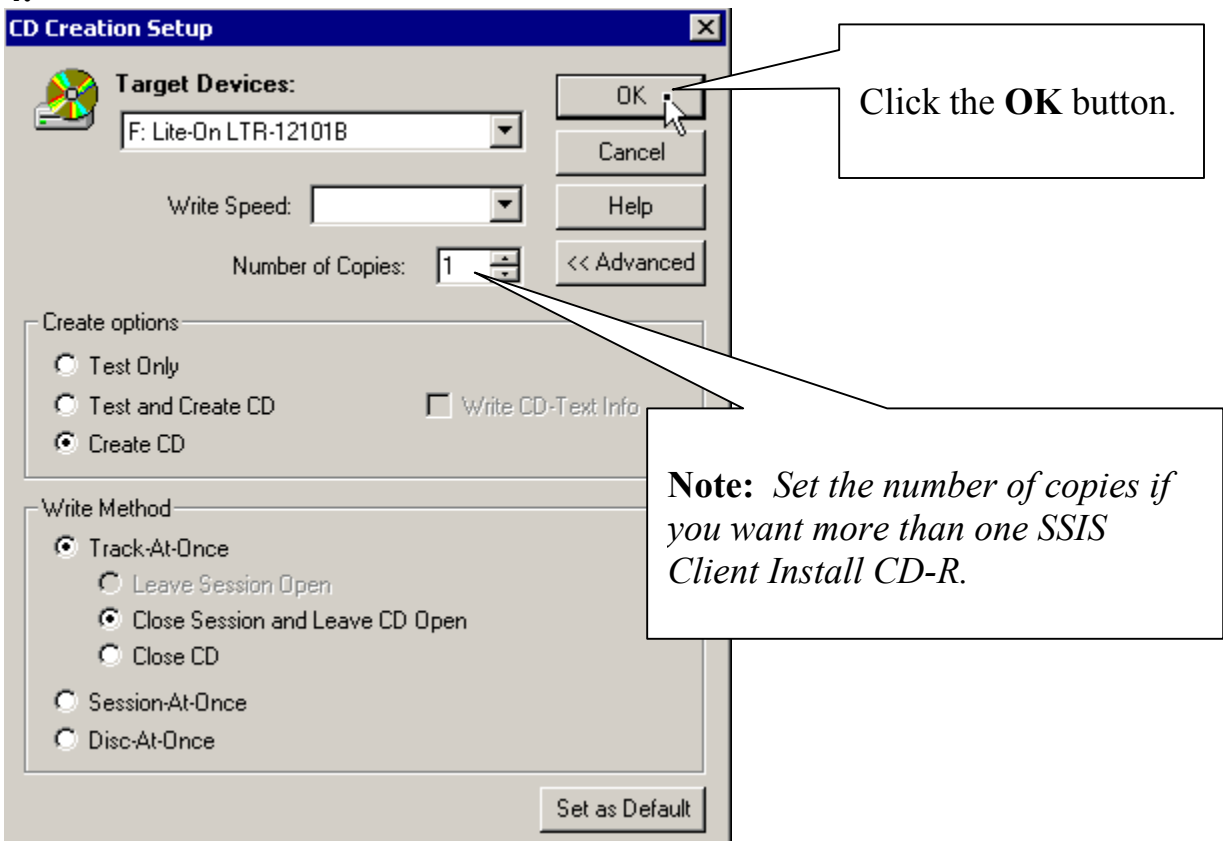 CD Creation Setup
Target Devices:
F: Lite-On LTR-12101B
OK
Cancel
Write Speed:
Help
Number of Copies: 1
<< Advanced
Click the OK button.
Create options
Test Only
Test and Create CD
Write CD-Text Info
Create CD
Note: Set the number of copies if
you want more than one SSIS
Client Install CD-R.
Write Method
Track-At-Once
Leave Session Open
Close Session and Leave CD Open
Close CD
Session-At-Once
Disc-At-Once
Set as Default